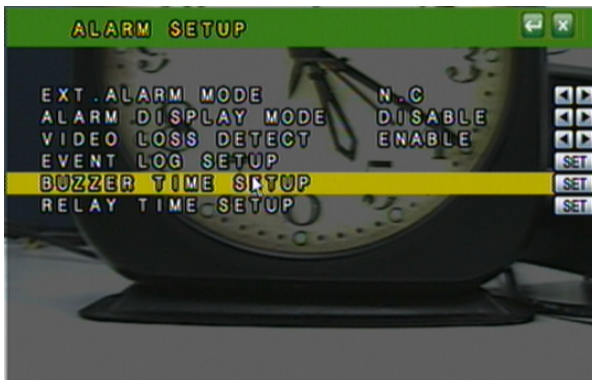 ALARM SETUP
EXT.ALARM MODE N.C
ALARM DISPLAY MODE DISABLE
VIDEO LOSS DETECT ENABLE
EVENT LOG SETUP SET
BUZZER TIME SETUP SET
RELAY TIME SETUP SET